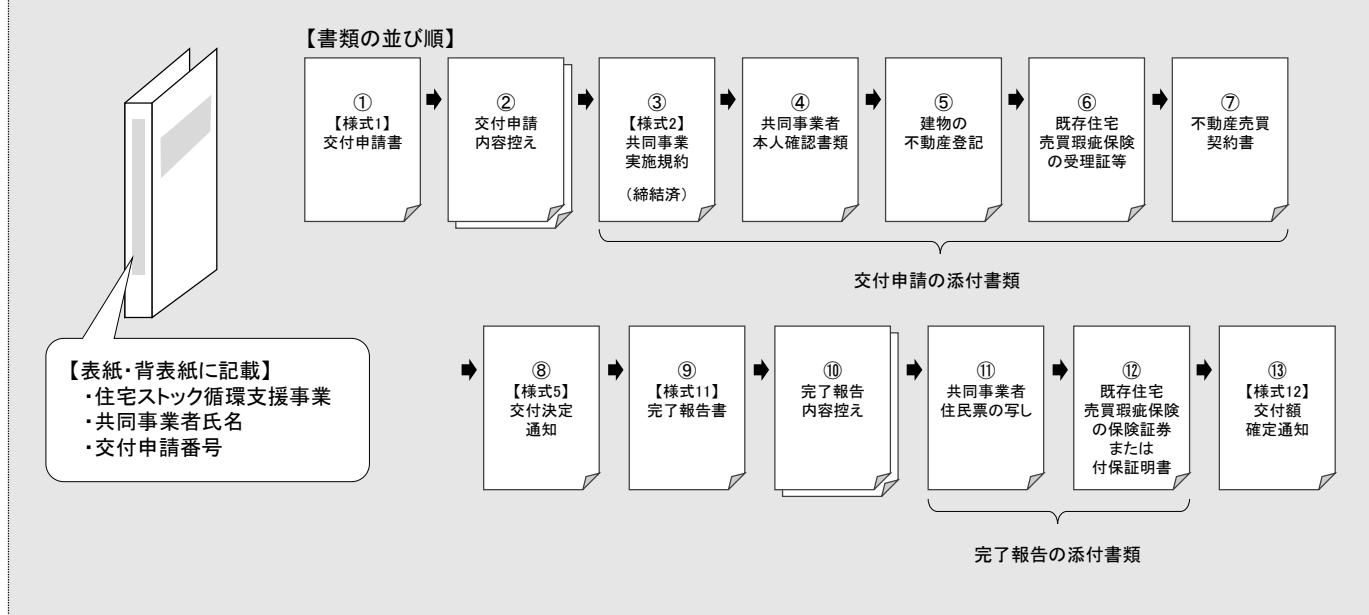 【書類の並び順】
①
【様式1】
交付申請書
②
交付申請
内容控え
③
【様式2】
共同事業
実施規約
（締結済）
④
共同事業者
本人確認書類
⑤
建物の
不動産登記
⑥
既存住宅
売買瑕疵保険
の受理証等
⑦
不動産売買
契約書
交付申請の添付書類
【表紙・背表紙に記載】
・住宅ストック循環支援事業
・共同事業者氏名
・交付申請番号
⑧
【様式5】
交付決定
通知
⑨
【様式11】
完了報告書
⑩
完了報告
内容控え
⑪
共同事業者
住民票の写し
⑫
既存住宅
売買瑕疵保険
の保険証券
または
付保証明書
⑬
【様式12】
交付額
確定通知
完了報告の添付書類